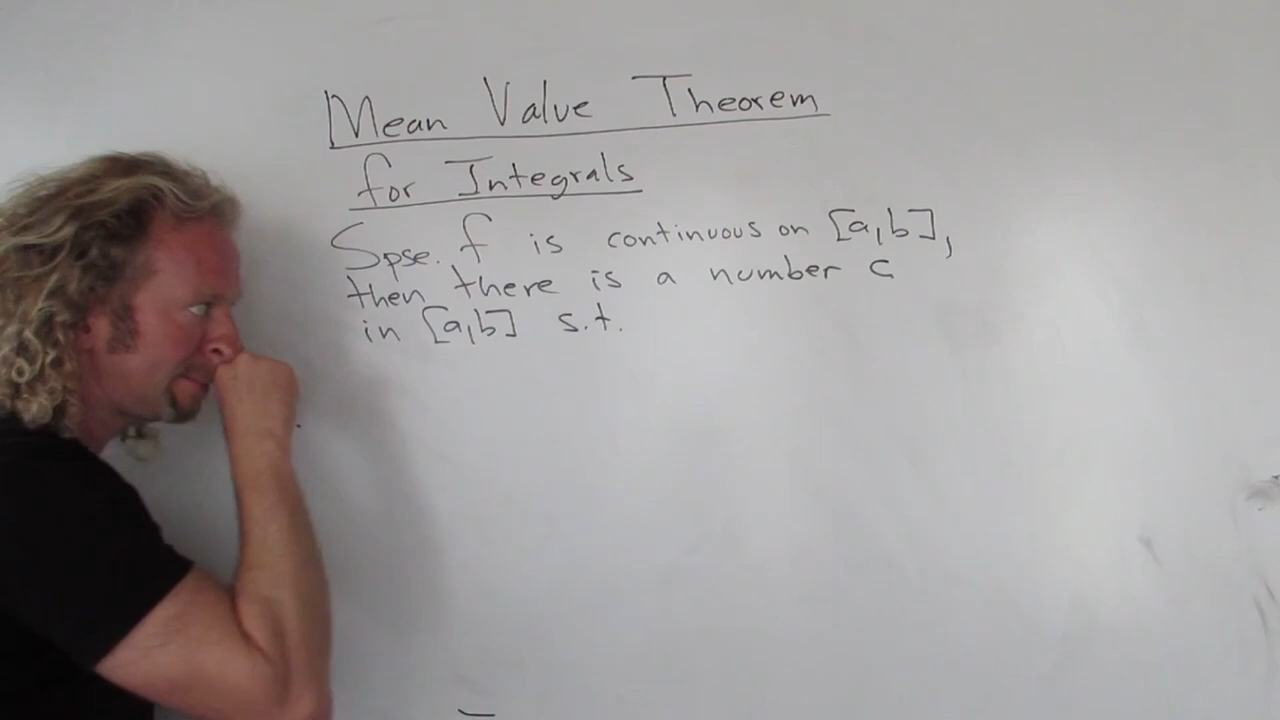 Mean Value Theorem
for Integrals
Spse. f is continuous on [a,b],
then there is a number c
in [a,b] s.t.